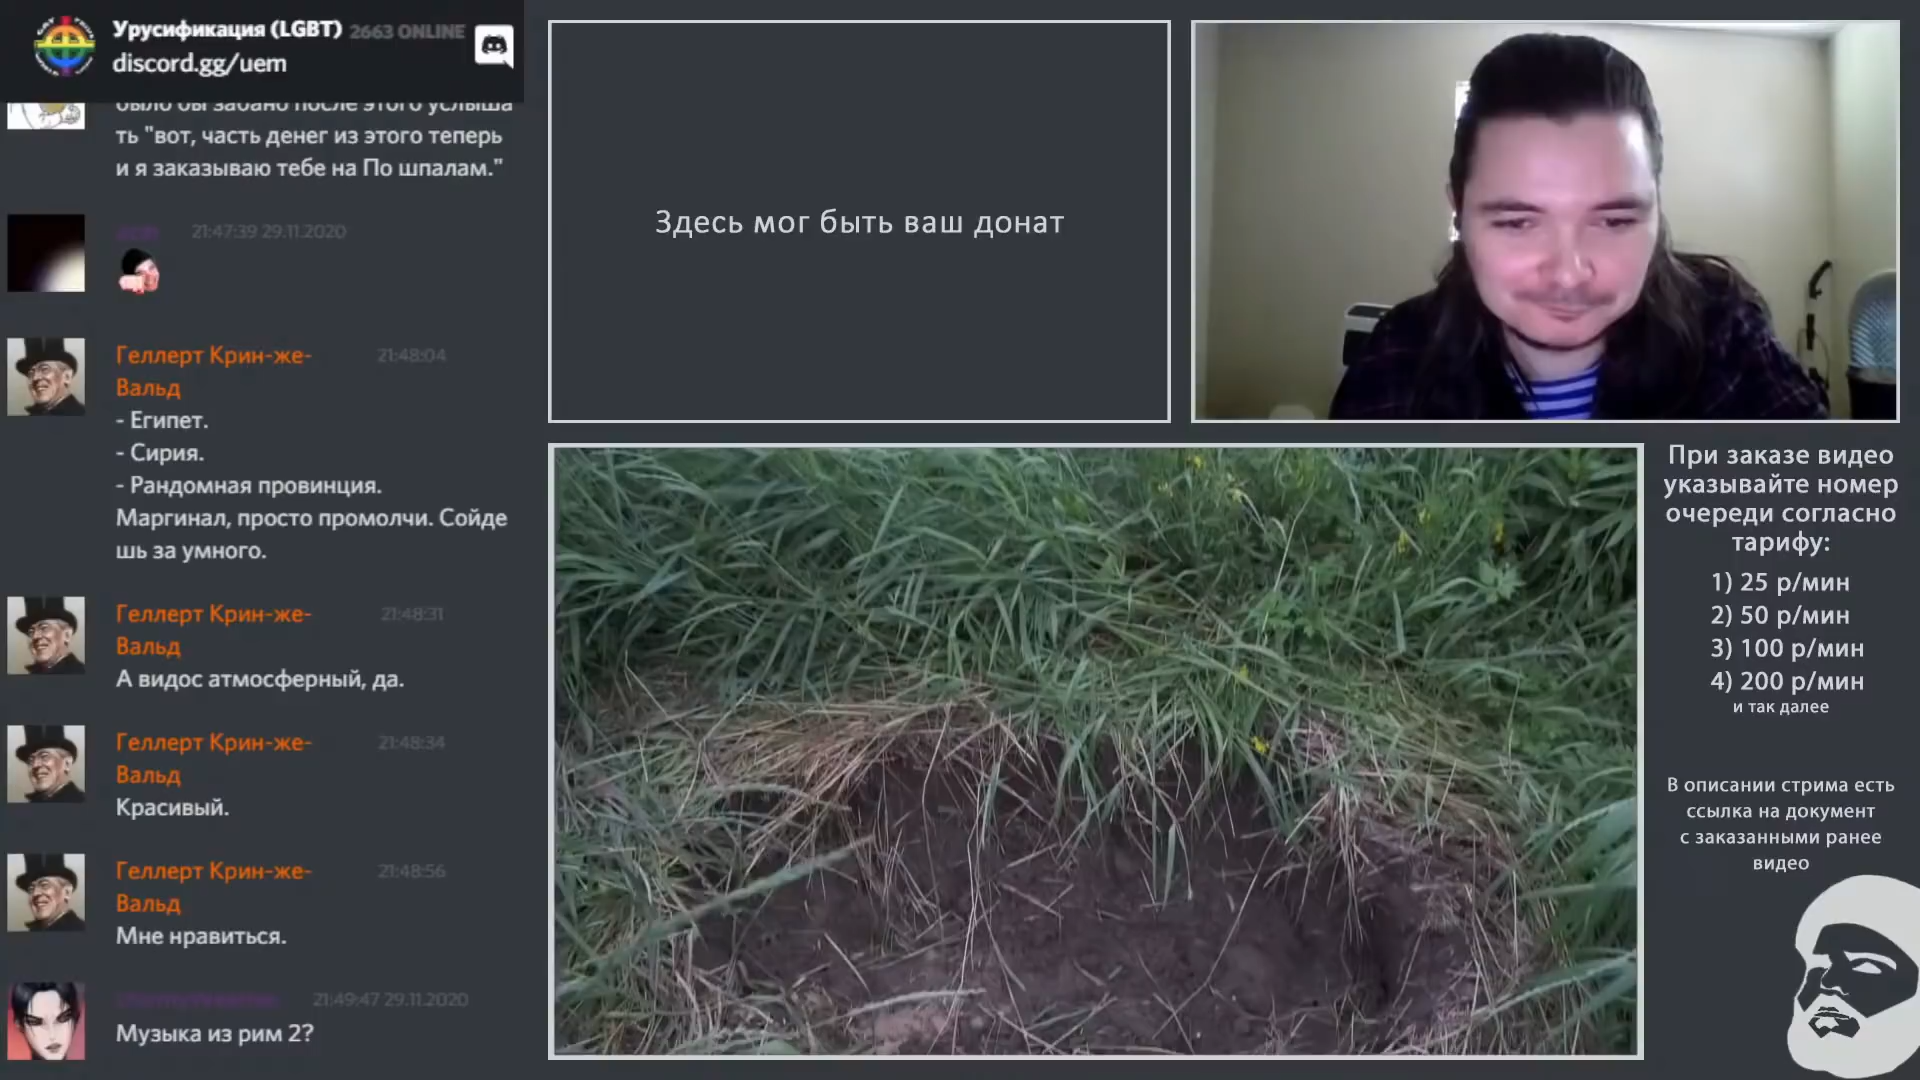 Урусификация (LGBT) 2663 ONLINE
discord.gg/uem
было бы забано после этого услыша
ть "вот, часть денег из этого теперь
и я заказываю тебе на По шпалам."
21:47:39 29.11.2020
Геллерт Крин-же- 21:48:04
Вальд
- Египет.
- Сирия.
- Рандомная провинция.
Маргинал, просто промолчи. Сойде
шь за умного.
Геллерт Крин-же- 21:48:31
Вальд
А видос атмосферный, да.
Геллерт Крин-же- 21:48:34
Вальд
Красивый.
Геллерт Крин-же- 21:48:56
Вальд
Мне нравиться.
21:49:47 29.11.2020
Музыка из рим 2?
Здесь мог быть ваш донат
При заказе видео
указывайте номер
очереди согласно
тарифу:
1) 25 р/мин
2) 50 р/мин
3) 100 р/мин
4) 200 р/мин
и так далее
В описании стрима есть
ссылка на документ
с заказанными ранее
видео